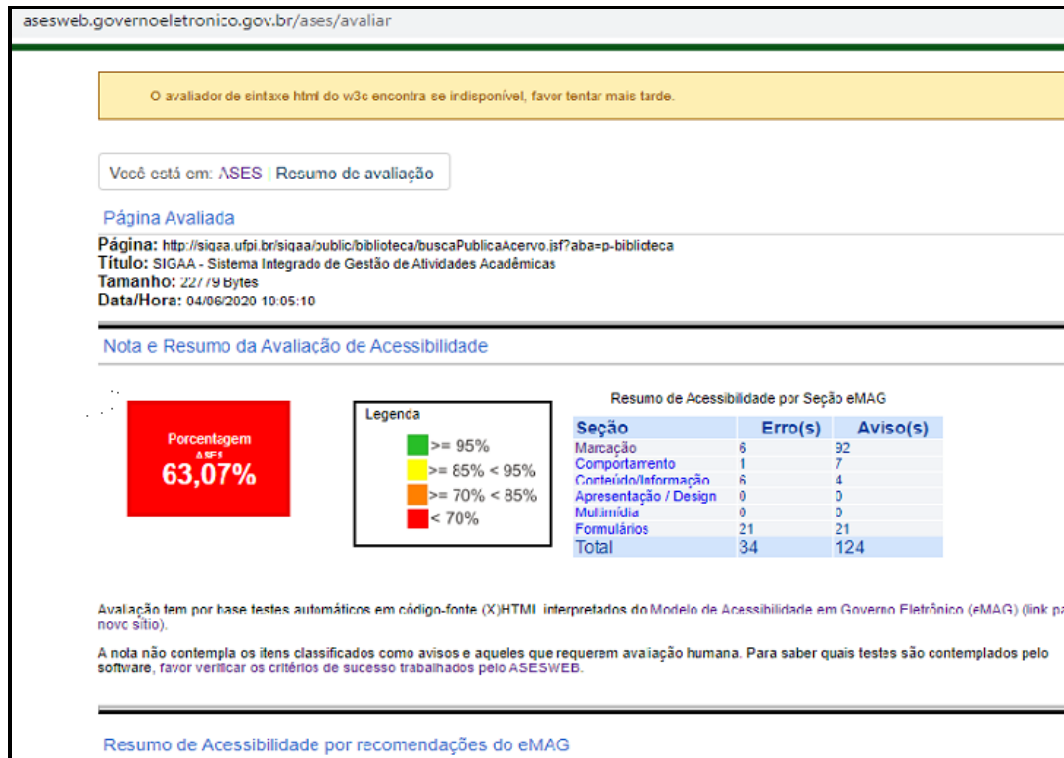 asesweb.governoeletronico.gov.br/ases/avaliar
O avaliador de sintaxe html do w3c encontra se indisponível, favor tentar mais tarde.
Você está em: ASES | Resumo de avaliação
Página Avaliada
Página: http://sigaa.ufpi.br/sigaa/public/biblioteca/buscaPublicaAcervo.jsf?aba=p-biblioteca
Título: SIGAA - Sistema Integrado de Gestão de Atividades Acadêmicas
Tamanho: 22779 Bytes
Data/Hora: 04/06/2020 10:05:10
Nota e Resumo da Avaliação de Acessibilidade
Porcentagem
ASES
63,07%
Legenda
>= 95%
>= 85% < 95%
>= 70% < 85%
< 70%
Resumo de Acessibilidade por Seção eMAG
Seção Erro(s) Aviso(s)
Marcação 6 92
Comportamento 1 7
Conteúdo/Informação 6 4
Apresentação / Design 0 0
Multimídia 0 0
Formulários 21 21
Total 34 124
Avaliação tem por base testes automáticos em código-fonte (X)HTML interpretados do Modelo de Acessibilidade em Governo Eletrônico (eMAG) (link pa
novo sítio).
A nota não contempla os itens classificados como avisos e aqueles que requerem avaliação humana. Para saber quais testes são contemplados pelo
software, favor verificar os critérios de sucesso trabalhados pelo ASESWEB.
Resumo de Acessibilidade por recomendações do eMAG